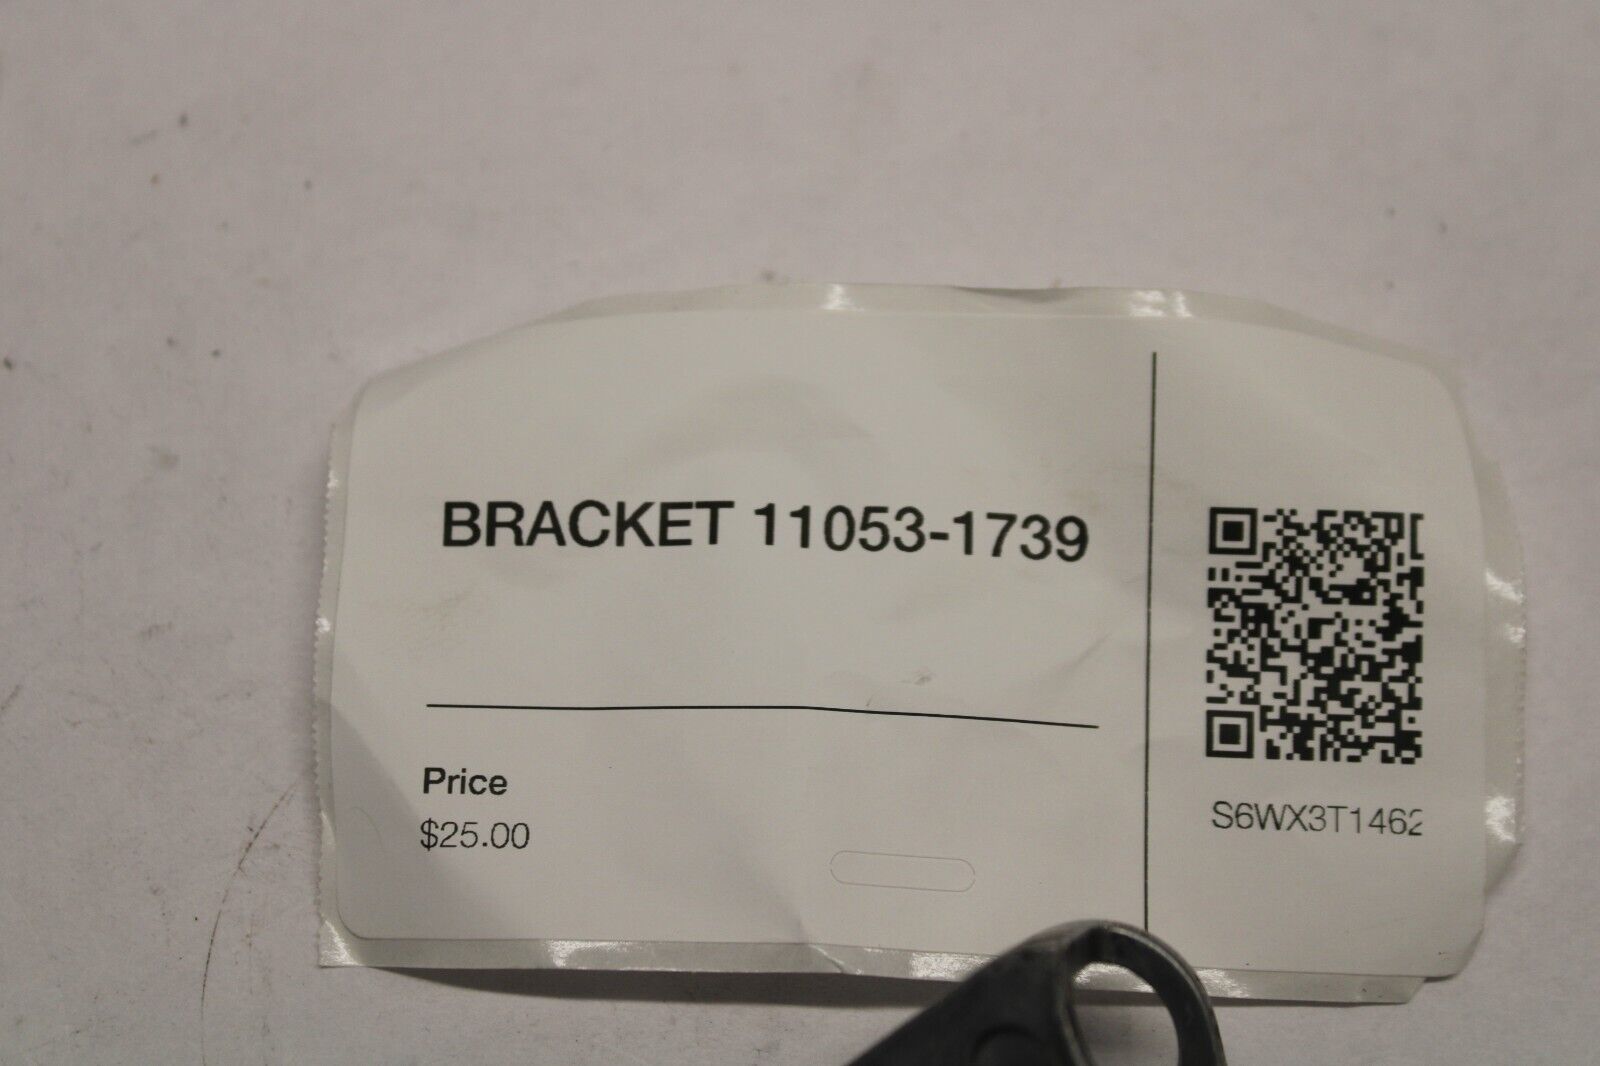 BRACKET 11053-1739
Price
$25.00
S6WX3T1462